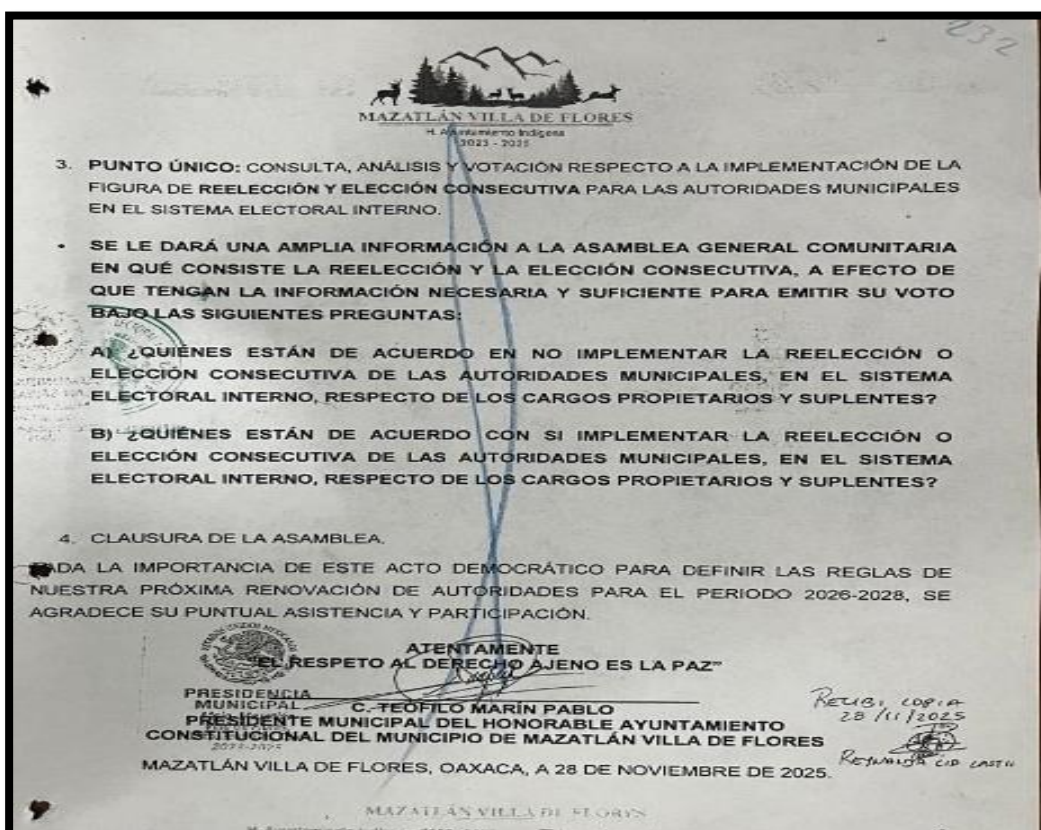 232
MAZATLÁN VILLA DE FLORES
H. Ayuntamiento Indígena
2023 - 2025
3. PUNTO ÚNICO: CONSULTA, ANÁLISIS Y VOTACIÓN RESPECTO A LA IMPLEMENTACIÓN DE LA
FIGURA DE REELECCIÓN Y ELECCIÓN CONSECUTIVA PARA LAS AUTORIDADES MUNICIPALES
EN EL SISTEMA ELECTORAL INTERNO.
• SE LE DARÁ UNA AMPLIA INFORMACIÓN A LA ASAMBLEA GENERAL COMUNITARIA
EN QUÉ CONSISTE LA REELECCIÓN Y LA ELECCIÓN CONSECUTIVA, A EFECTO DE
QUE TENGAN LA INFORMACIÓN NECESARIA Y SUFICIENTE PARA EMITIR SU VOTO
BAJO LAS SIGUIENTES PREGUNTAS:
A) ¿QUIÉNES ESTÁN DE ACUERDO EN NO IMPLEMENTAR LA REELECCIÓN O
ELECCIÓN CONSECUTIVA DE LAS AUTORIDADES MUNICIPALES, EN EL SISTEMA
ELECTORAL INTERNO, RESPECTO DE LOS CARGOS PROPIETARIOS Y SUPLENTES?
B) ¿QUIÉNES ESTÁN DE ACUERDO CON SI IMPLEMENTAR LA REELECCIÓN O
ELECCIÓN CONSECUTIVA DE LAS AUTORIDADES MUNICIPALES, EN EL SISTEMA
ELECTORAL INTERNO, RESPECTO DE LOS CARGOS PROPIETARIOS Y SUPLENTES?
4. CLAUSURA DE LA ASAMBLEA.
DADA LA IMPORTANCIA DE ESTE ACTO DEMOCRÁTICO PARA DEFINIR LAS REGLAS DE
NUESTRA PRÓXIMA RENOVACIÓN DE AUTORIDADES PARA EL PERIODO 2026-2028, SE
AGRADECE SU PUNTUAL ASISTENCIA Y PARTICIPACIÓN.
ATENTAMENTE
"EL RESPETO AL DERECHO AJENO ES LA PAZ"
PRESIDENCIA
MUNICIPAL
2023-2025
C. TEÓFILO MARÍN PABLO
PRESIDENTE MUNICIPAL DEL HONORABLE AYUNTAMIENTO
CONSTITUCIONAL DEL MUNICIPIO DE MAZATLÁN VILLA DE FLORES
RECIBI COPIA
28/11/2025
MAZATLÁN VILLA DE FLORES, OAXACA, A 28 DE NOVIEMBRE DE 2025.
MAZATLÁN VILLA DE FLORES